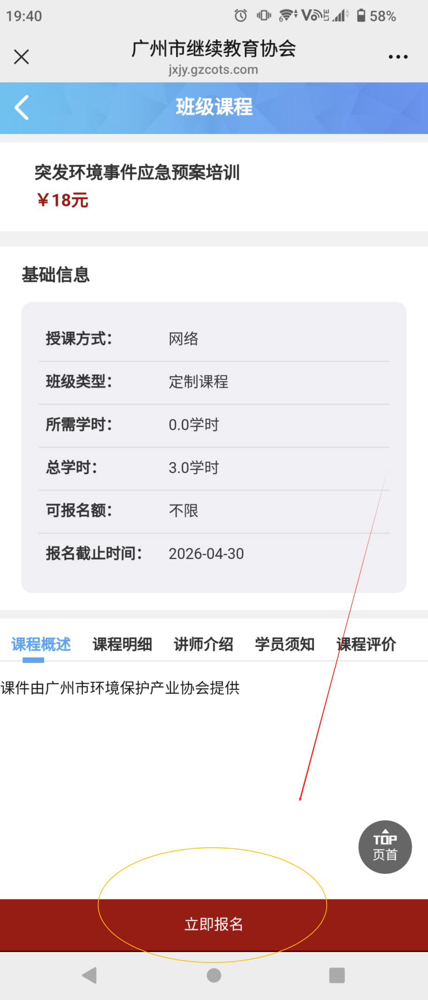 19:40
6 Vo LTE 58%
广州市继续教育协会
jxjy.gzcots.com
班级课程
突发环境事件应急预案培训
￥18元
基础信息
授课方式： 网络
班级类型： 定制课程
所需学时： 0.0学时
总学时： 3.0学时
可报名额： 不限
报名截止时间： 2026-04-30
课程概述 课程明细 讲师介绍 学员须知 课程评价
课件由广州市环境保护产业协会提供
TOP
页首
立即报名